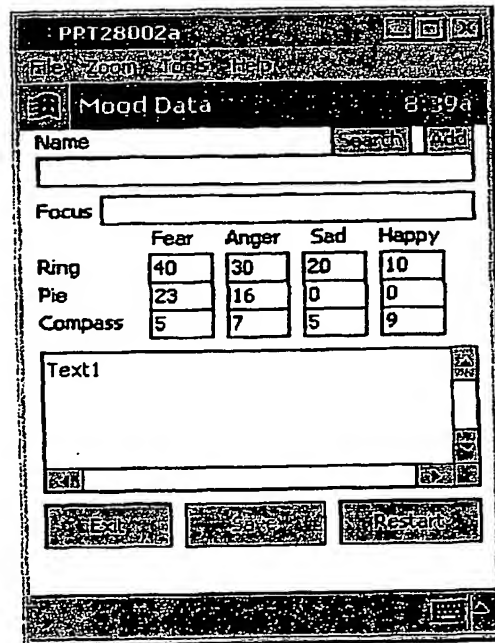 PPT28002a
File Zoom Tools Help
Mood Data 8:39a
Name Search Add
Focus
Fear Anger Sad Happy
Ring 40 30 20 10
Pie 23 16 0 0
Compass 5 7 5 9
Text1
Exit Save Restart